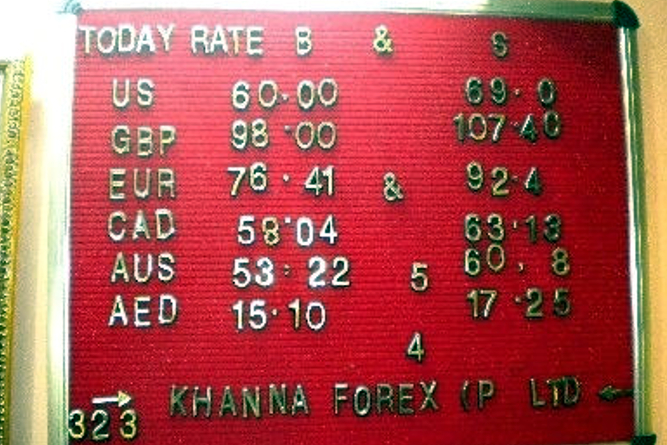 TODAY RATE B & S
US 60.00 69.0
GBP 98.00 107.40
EUR 76.41 & 92.4
CAD 58.04 63.13
AUS 53.22 5 60.8
AED 15.10 17.25
4
KHANNA FOREX (P LTD
323